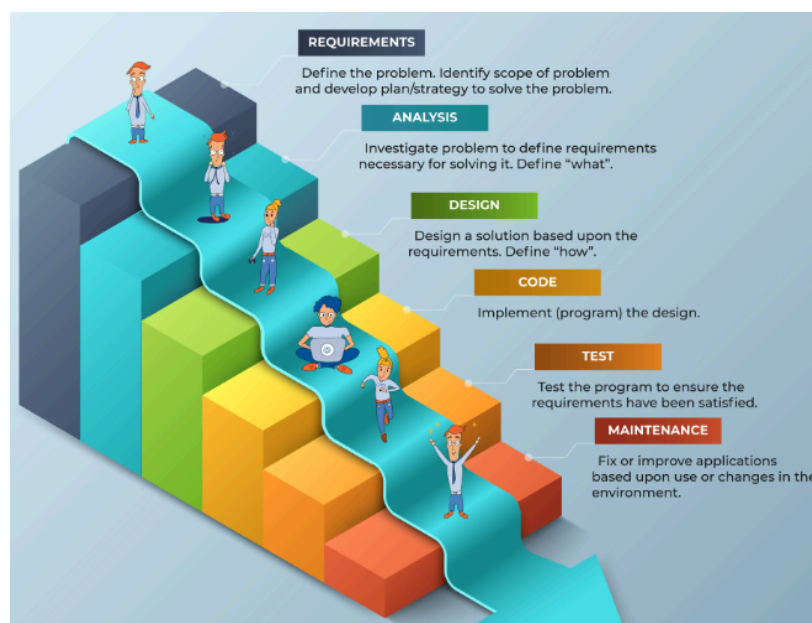 REQUIREMENTS
Define the problem. Identify scope of problem
and develop plan/strategy to solve the problem.
ANALYSIS
Investigate problem to define requirements
necessary for solving it. Define “what”.
DESIGN
Design a solution based upon the
requirements. Define “how”.
CODE
Implement (program) the design.
TEST
Test the program to ensure the
requirements have been satisfied.
MAINTENANCE
Fix or improve applications
based upon use or changes in the
environment.